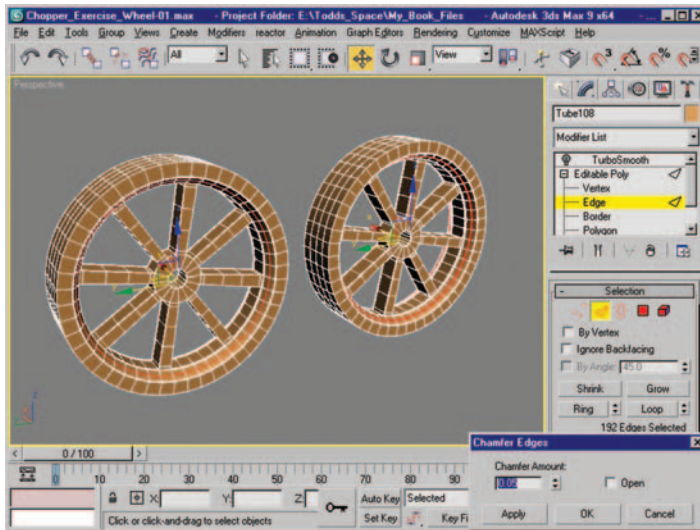 Chopper_Exercise_Wheel-01.max - Project Folder: E:\Todds_Space\My_Book_Files - Autodesk 3ds Max 9 x64 - ...
File Edit Tools Group Views Create Modifiers reactor Animation Graph Editors Rendering Customize MAXScript Help
All
View
Perspective
Tube108
Modifier List
TurboSmooth
Editable Poly
Vertex
Edge
Border
Polygon
- Selection
By Vertex
Ignore Backfacing
By Angle: 45.0
Shrink Grow
Ring Loop
192 Edges Selected
0 / 100
0 10 20 30 40 50 60 70 80 90
Chamfer Edges
Chamfer Amount:
0.05
Open
Apply OK Cancel
X: Y: Z:
Auto Key Selected
Click or click-and-drag to select objects
Set Key Key Fi